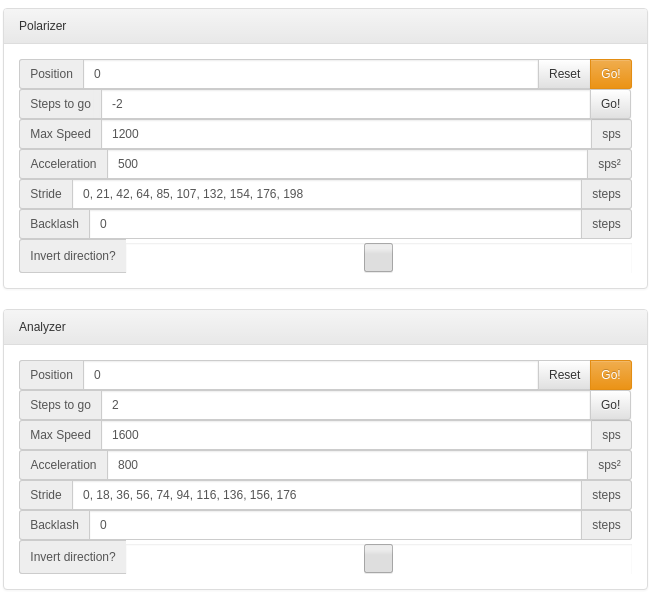 Polarizer
Position 0 Reset Go!
Steps to go -2 Go!
Max Speed 1200 sps
Acceleration 500 sps²
Stride 0, 21, 42, 64, 85, 107, 132, 154, 176, 198 steps
Backlash 0 steps
Invert direction?
Analyzer
Position 0 Reset Go!
Steps to go 2 Go!
Max Speed 1600 sps
Acceleration 800 sps²
Stride 0, 18, 36, 56, 74, 94, 116, 136, 156, 176 steps
Backlash 0 steps
Invert direction?